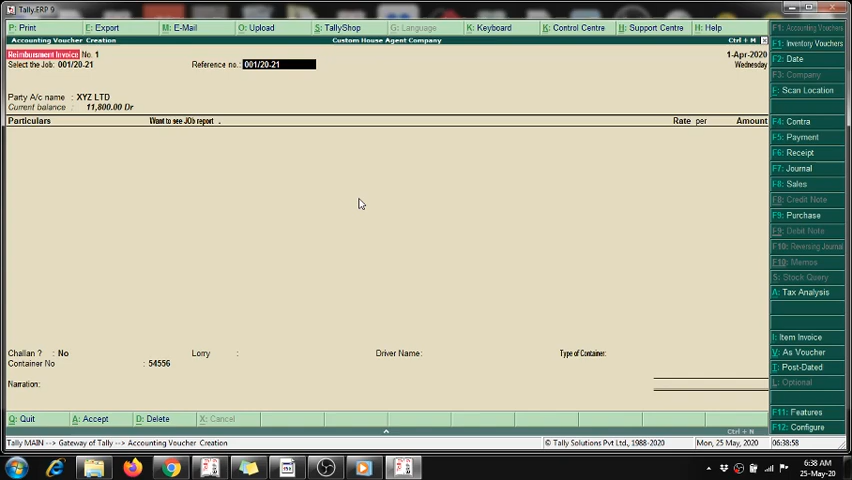 Tally.ERP 9
P: Print E: Export M: E-Mail O: Upload S: TallyShop G: Language K: Keyboard K: Control Centre H: Support Centre H: Help
Accounting Voucher Creation Custom House Agent Company Ctrl + M
Reimbursment Invoice No. 1 1-Apr-2020
Select the Job: 001/20-21 Reference no.: 001/20-21 Wednesday
Party A/c name : XYZ LTD
Current balance : 11,800.00 Dr
Particulars Want to see JOb report . Rate per Amount
Challan ? : No Lorry : Driver Name: Type of Container:
Container No : 54556
Narration:
Q: Quit A: Accept D: Delete X: Cancel
Ctrl + N
Tally MAIN --> Gateway of Tally --> Accounting Voucher Creation © Tally Solutions Pvt Ltd., 1988-2020 Mon, 25 May, 2020 06:38:58
F1: Accounting Vouchers
F1: Inventory Vouchers
F2: Date
F3: Company
F: Scan Location
F4: Contra
F5: Payment
F6: Receipt
F7: Journal
F8: Sales
F8: Credit Note
F9: Purchase
F9: Debit Note
F10: Reversing Journal
F10: Memos
S: Stock Query
A: Tax Analysis
I: Item Invoice
V: As Voucher
T: Post-Dated
L: Optional
F11: Features
F12: Configure
6:38 AM
25-May-20